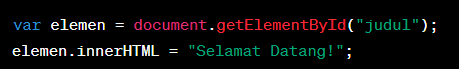 var elemen = document.getElementById("judul");
elemen.innerHTML = "Selamat Datang!";